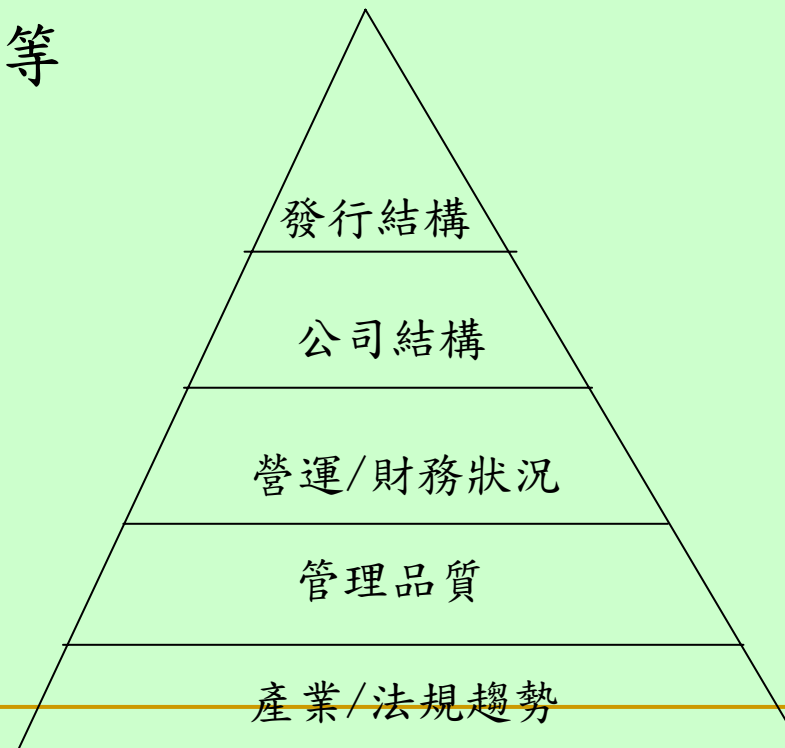 等
發行結構
公司結構
營運/財務狀況
管理品質
產業/法規趨勢